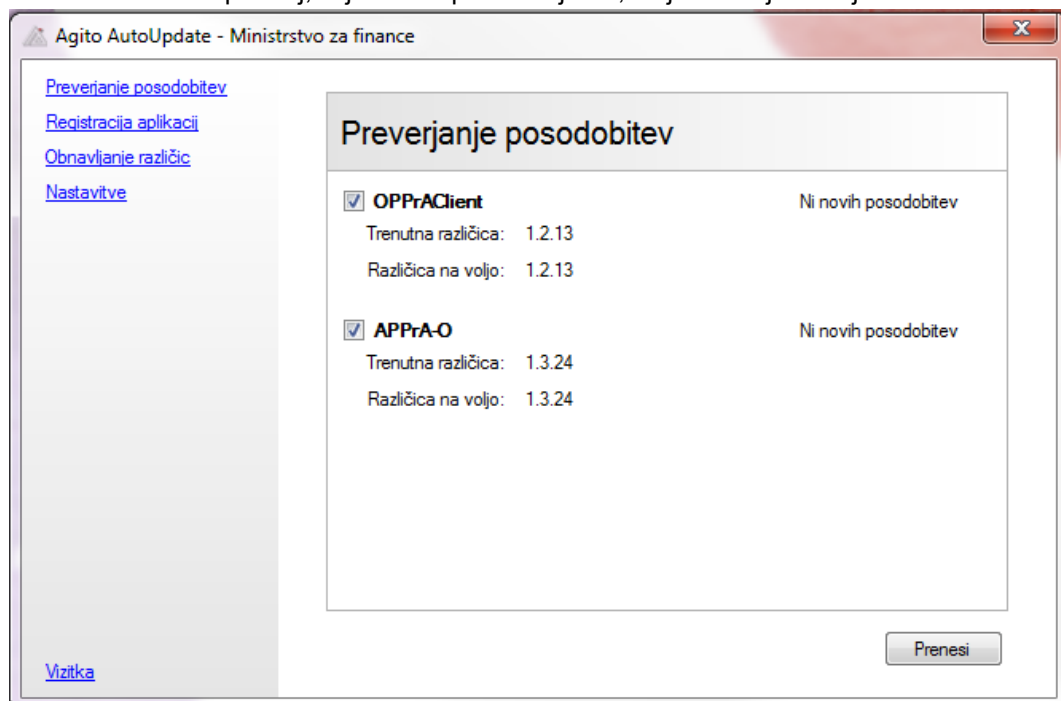 Agito AutoUpdate - Ministrstvo za finance
Preverjanje posodobitev
Registracija aplikacij
Obnavljanje različic
Nastavitve
Preverjanje posodobitev
OPPrAClient Ni novih posodobitev
Trenutna različica: 1.2.13
Različica na voljo: 1.2.13
APPrA-O Ni novih posodobitev
Trenutna različica: 1.3.24
Različica na voljo: 1.3.24
Prenesi
Vizitka